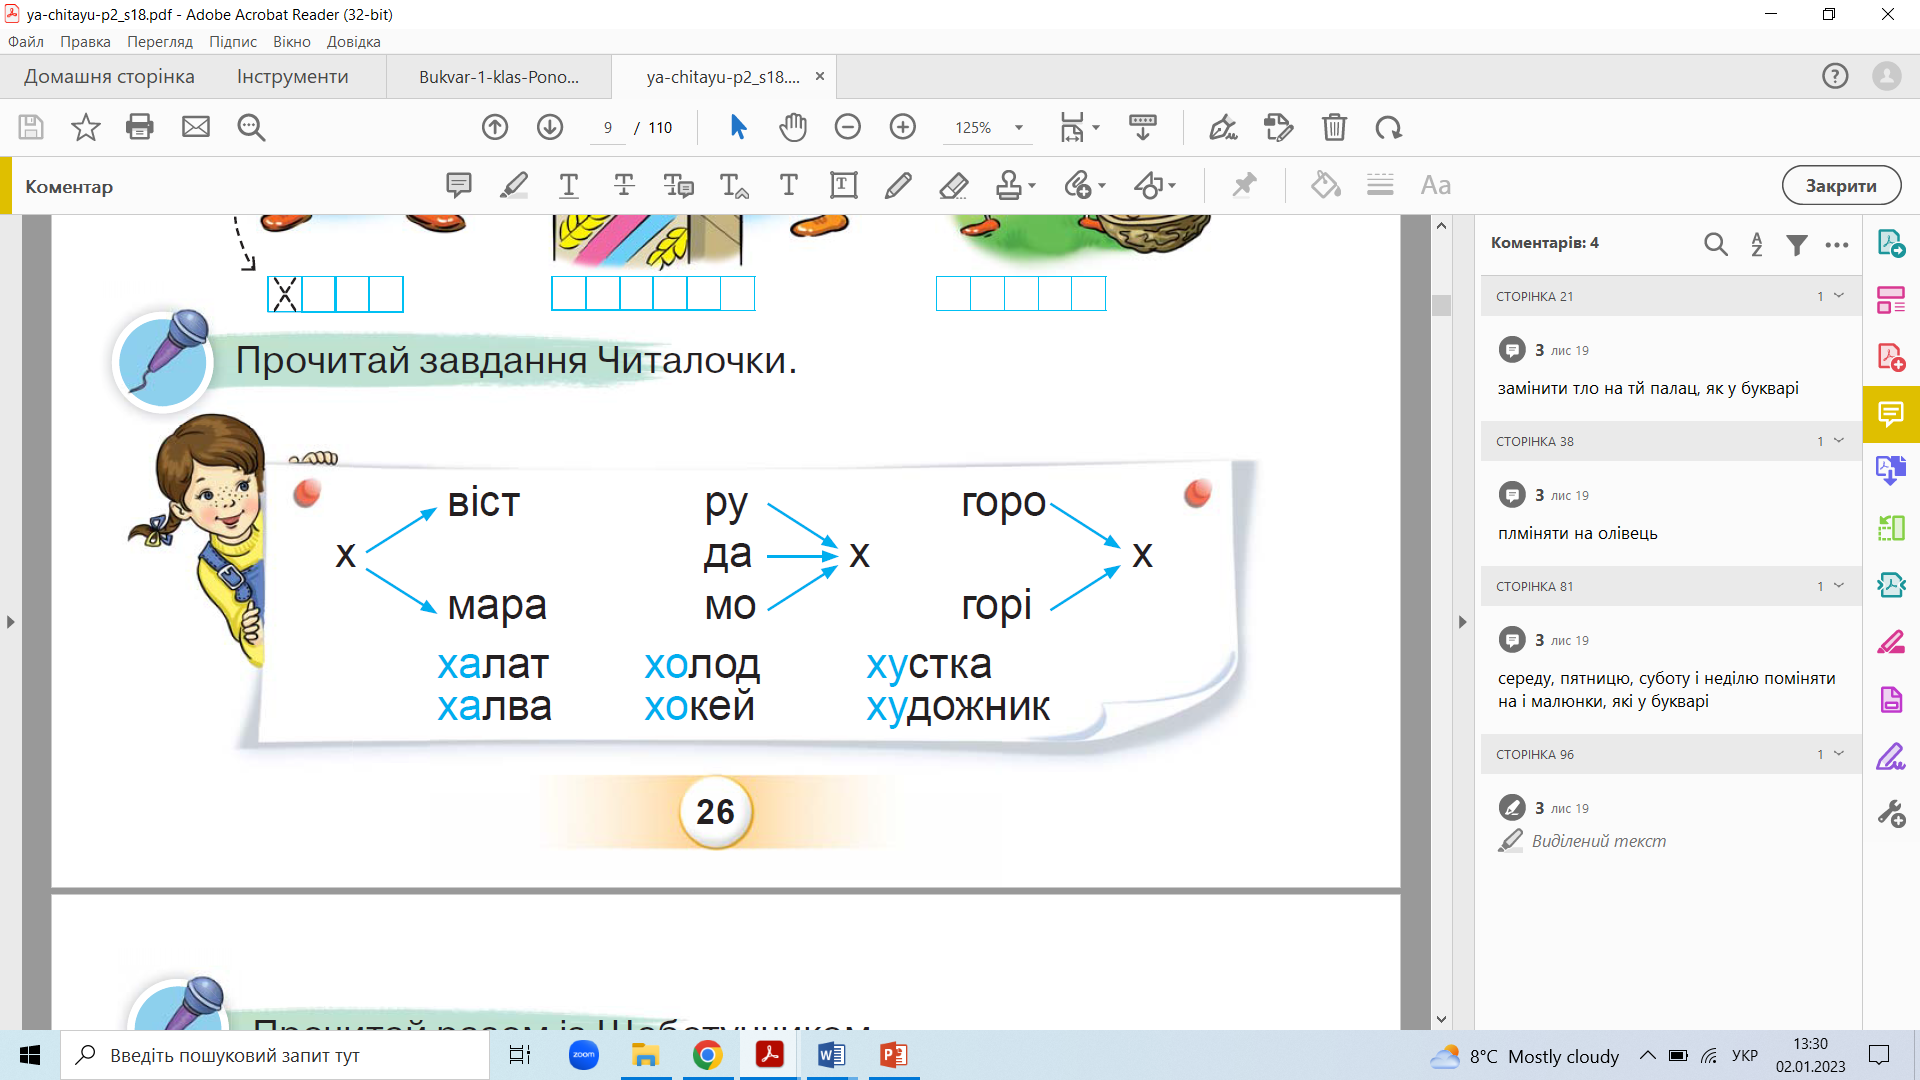 ya-chitayu-p2_s18.pdf - Adobe Acrobat Reader (32-bit)
Файл Правка Перегляд Підпис Вікно Довідка
Домашня сторінка Інструменти Bukvar-1-klas-Pono... ya-chitayu-p2_s18.... ×
9 / 110 125%
Коментар Закрити
Х
Прочитай завдання Читалочки.
віст ру горо
х да х х
мара мо горі
халат холод хустка
халва хокей художник
26
Коментарів: 4
СТОРІНКА 21 1
3 лис 19
замінити тло на тй палац, як у букварі
СТОРІНКА 38 1
3 лис 19
плміняти на олівець
СТОРІНКА 81 1
3 лис 19
середу, пятницю, суботу і неділю поміняти
на і малюнки, які у букварі
СТОРІНКА 96 1
3 лис 19
Виділений текст
Введіть пошуковий запит тут
zoom
8°C Mostly cloudy УКР 13:30
02.01.2023